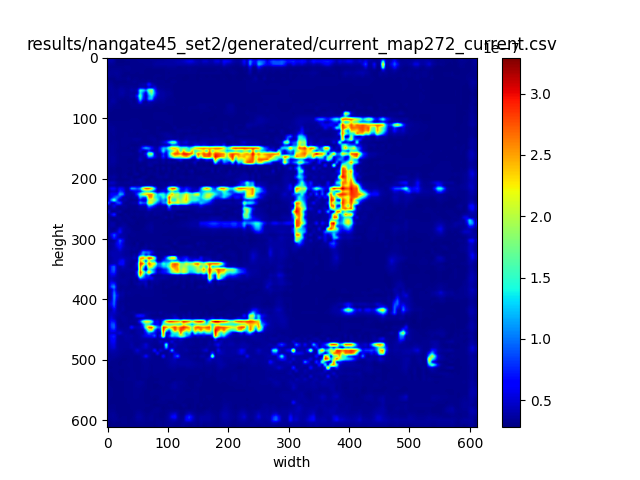 results/nangate45_set2/generated/current_map272_current.csv
1e−7
0
100
200
300
400
500
600
height
0 100 200 300 400 500 600
width
3.0
2.5
2.0
1.5
1.0
0.5